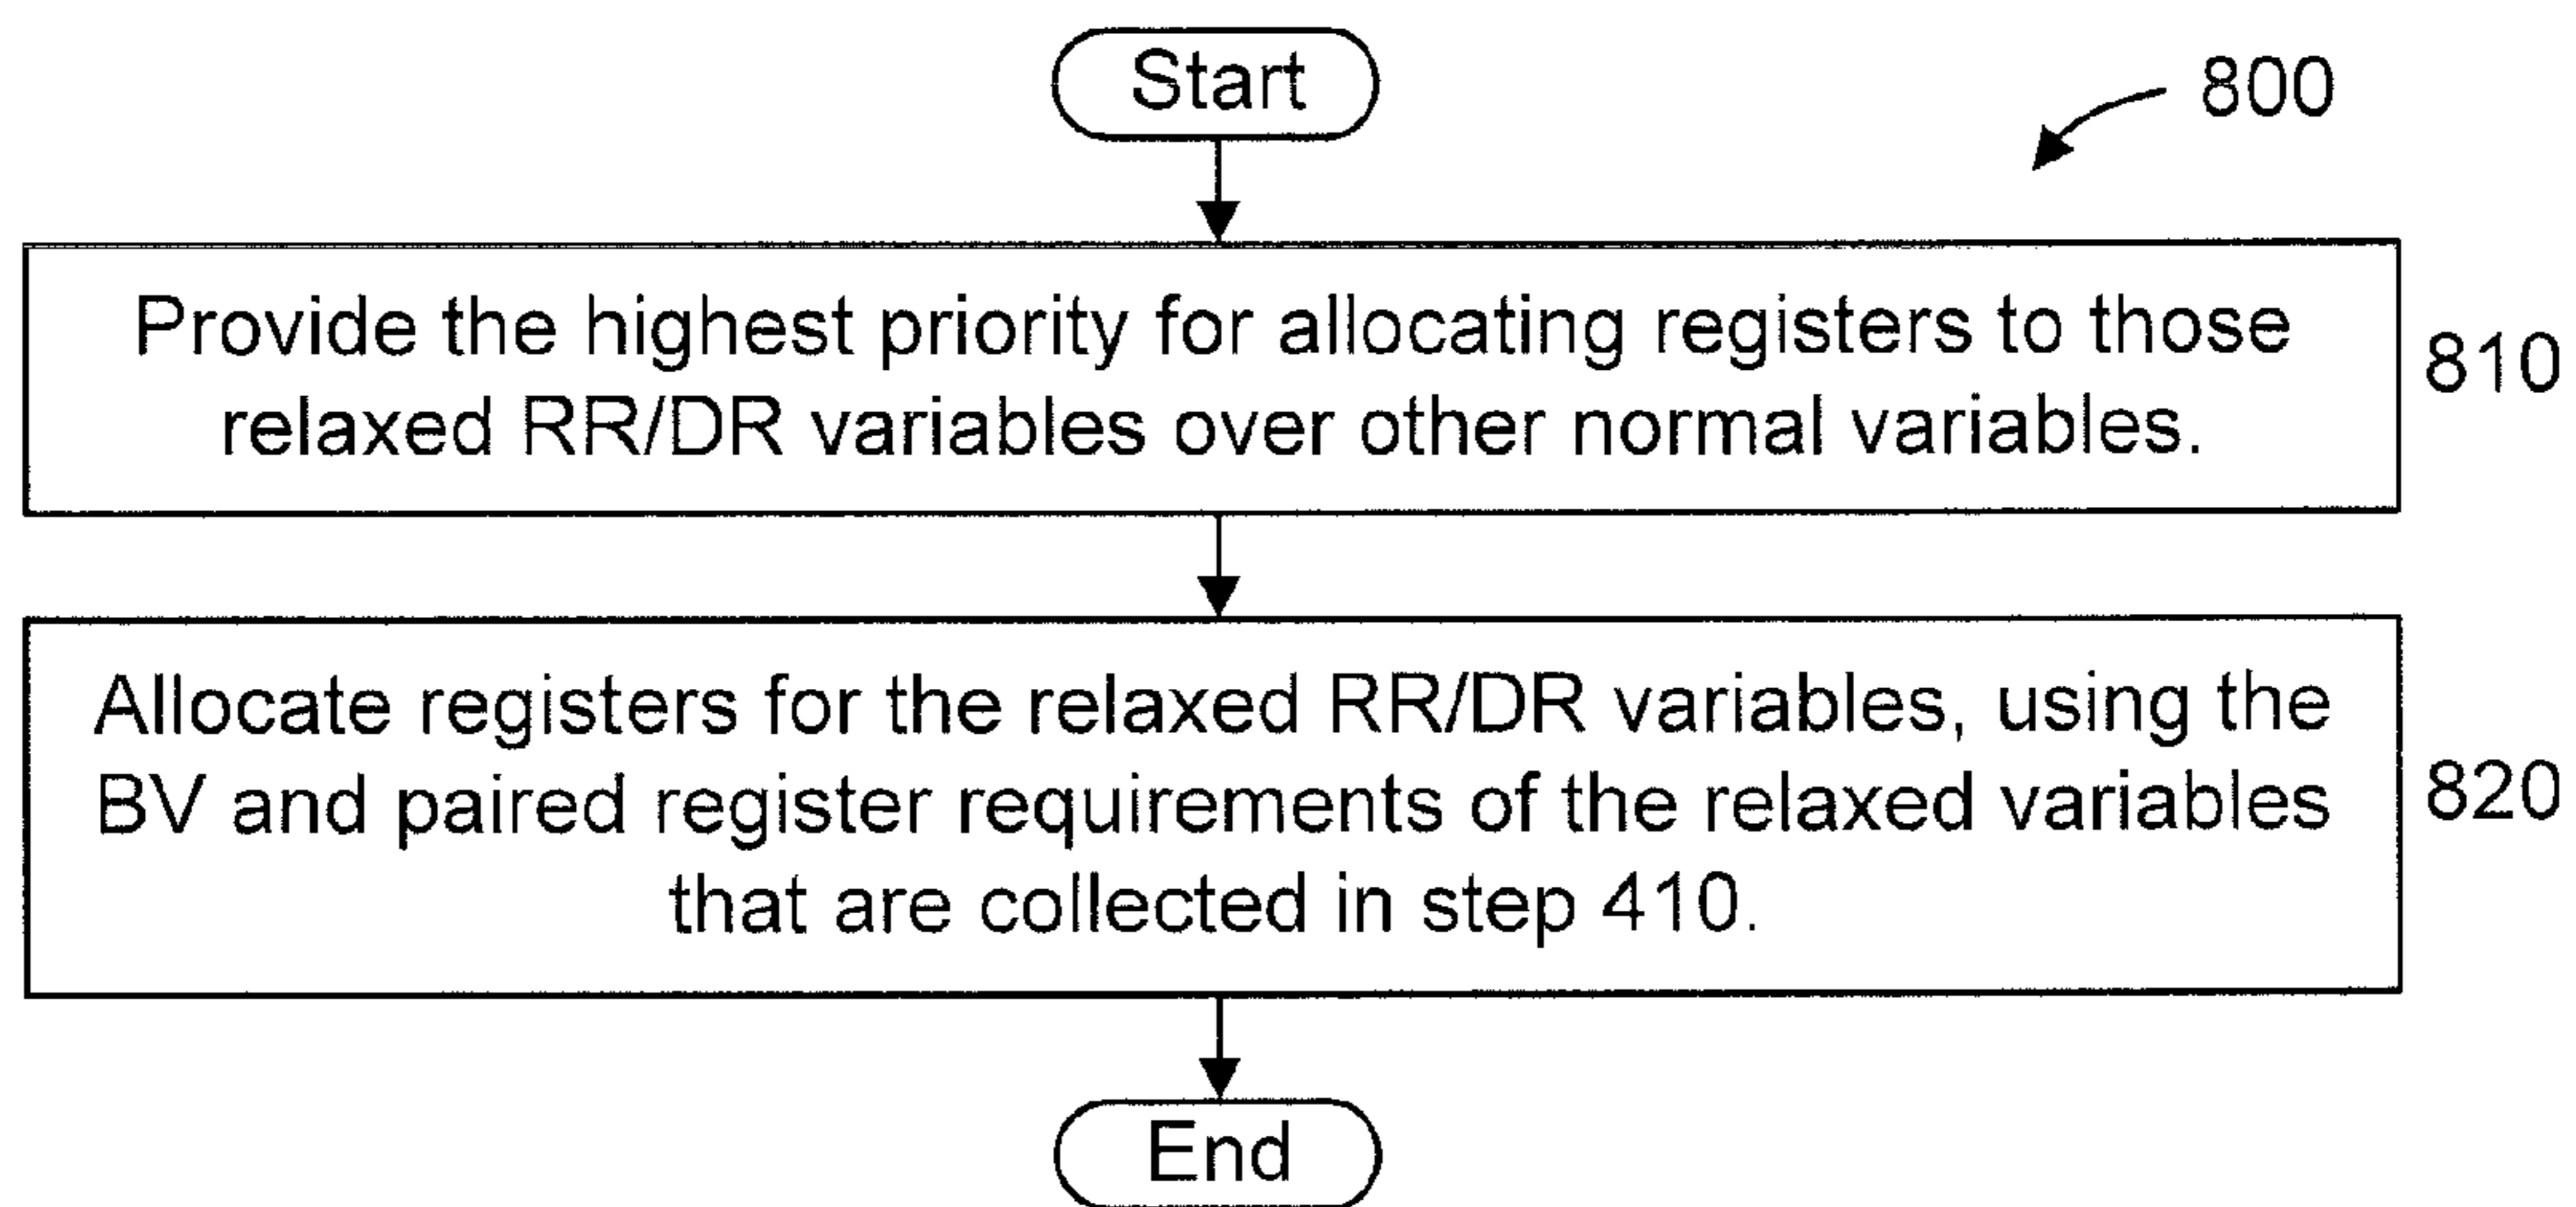 Start
800
Provide the highest priority for allocating registers to those
relaxed RR/DR variables over other normal variables.
810
Allocate registers for the relaxed RR/DR variables, using the
BV and paired register requirements of the relaxed variables
that are collected in step 410.
820
End